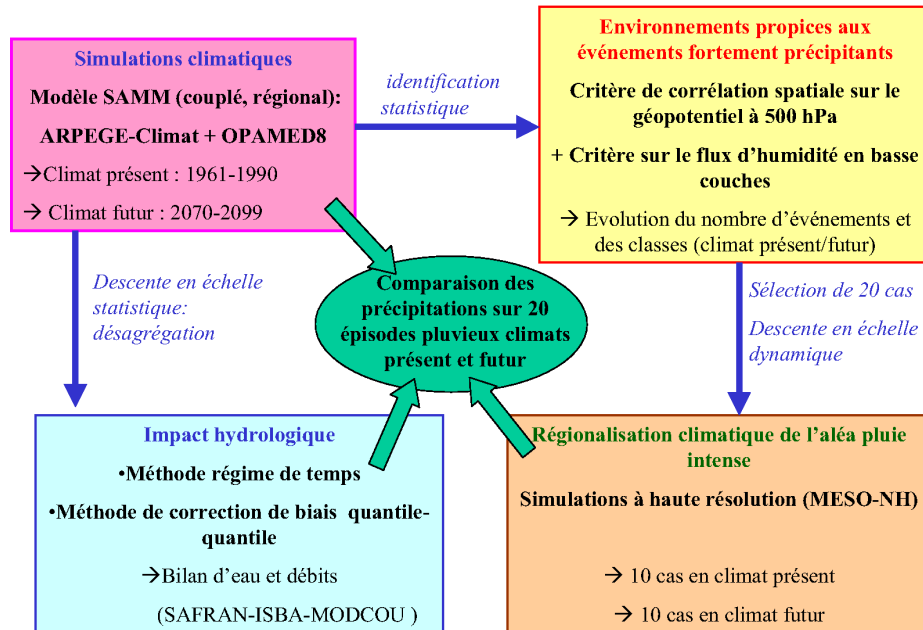 Simulations climatiques
Modèle SAMM (couplé, régional):
ARPEGE-Climat + OPAMED8
→Climat présent : 1961-1990
→ Climat futur : 2070-2099
identification
statistique
Environnements propices aux
événements fortement précipitants
Critère de corrélation spatiale sur le
géopotentiel à 500 hPa
+ Critère sur le flux d’humidité en basse
couches
→ Evolution du nombre d’événements et
des classes (climat présent/futur)
Descente en échelle
statistique:
désagrégation
Comparaison des
précipitations sur 20
épisodes pluvieux climats
présent et futur
Sélection de 20 cas
Descente en échelle
dynamique
Impact hydrologique
•Méthode régime de temps
•Méthode de correction de biais quantile-
quantile
→Bilan d’eau et débits
(SAFRAN-ISBA-MODCOU )
Régionalisation climatique de l’aléa pluie
intense
Simulations à haute résolution (MESO-NH)
→ 10 cas en climat présent
→ 10 cas en climat futur